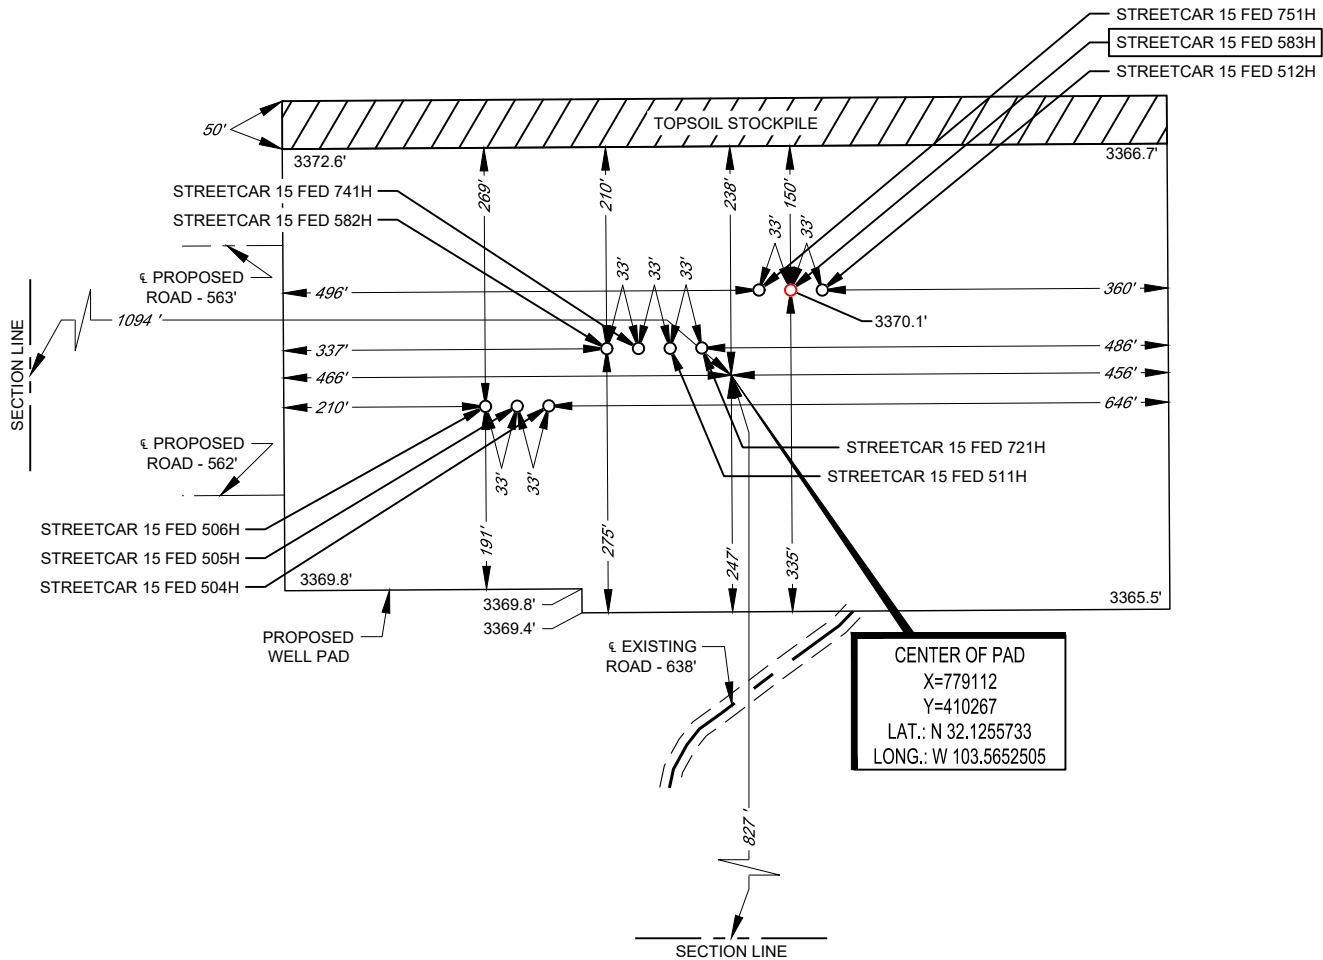 STREETCAR 15 FED 751H
STREETCAR 15 FED 583H
STREETCAR 15 FED 512H
50'
TOPSOIL STOCKPILE
3372.6'
3366.7'
STREETCAR 15 FED 741H
STREETCAR 15 FED 582H
269'
210'
238'
150'
33'
33'
33'
33'
33'
℄ PROPOSED
ROAD - 563'
496'
360'
1094 '
3370.1'
337'
486'
466'
456'
210'
646'
SECTION LINE
℄ PROPOSED
ROAD - 562'
STREETCAR 15 FED 721H
STREETCAR 15 FED 511H
33'
33'
STREETCAR 15 FED 506H
STREETCAR 15 FED 505H
STREETCAR 15 FED 504H
191'
275'
247'
335'
3369.8'
3369.8'
3369.4'
3365.5'
PROPOSED
WELL PAD
℄ EXISTING
ROAD - 638'
CENTER OF PAD
X=779112
Y=410267
LAT.: N 32.1255733
LONG.: W 103.5652505
827 '
SECTION LINE